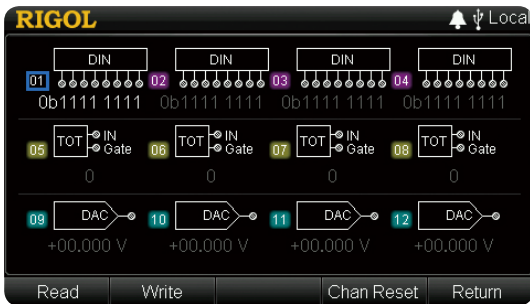 RIGOL Local
DIN DIN DIN DIN
01 02 03 04
0b1111 1111 0b1111 1111 0b1111 1111 0b1111 1111
IN IN IN IN
05 TOT 06 TOT 07 TOT 08 TOT
Gate Gate Gate Gate
0 0 0 0
09 DAC 10 DAC 11 DAC 12 DAC
+00.000 V +00.000 V +00.000 V +00.000 V
Read Write Chan Reset Return